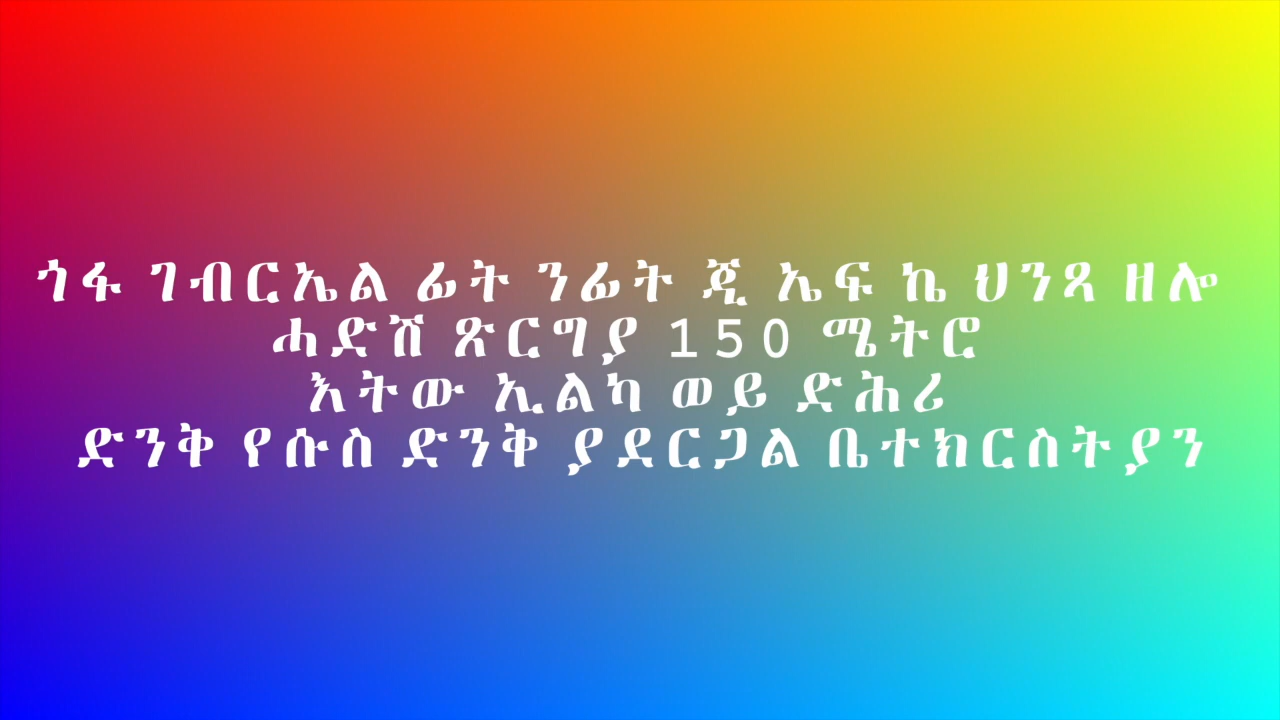 ጎፋ ገብርኤል ፊት ንፊት ጂ ኤፍ ኬ ህንጻ ዘሎ
ሓድሽ ጽርግያ 150 ሜትሮ
እትው ኢልካ ወይ ድሕሪ
ድንቅ የሱስ ድንቅ ያደርጋል ቤተክርስትያን